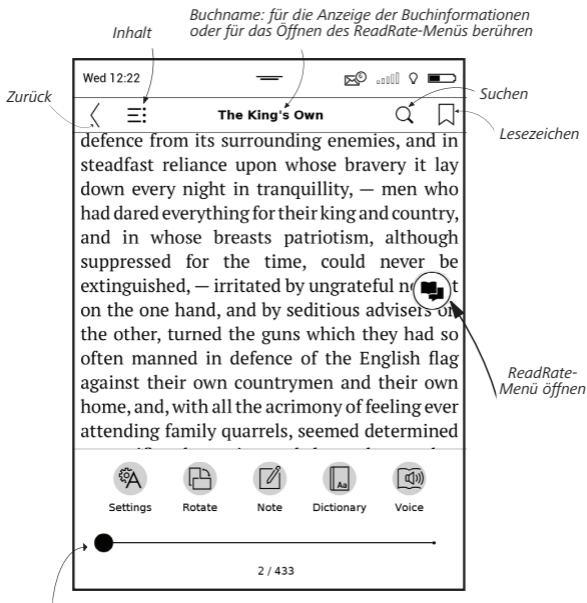 Buchname: für die Anzeige der Buchinformationen
oder für das Öffnen des ReadRate-Menüs berühren
Inhalt
Wed 12:22
Zurück
Suchen
The King's Own
Lesezeichen
defence from its surrounding enemies, and in
steadfast reliance upon whose bravery it lay
down every night in tranquillity, — men who
had dared everything for their king and country,
and in whose breasts patriotism, although
suppressed for the time, could never be
extinguished, — irritated by ungrateful
on the one hand, and by seditious advisers on
the other, turned the guns which they had so
often manned in defence of the English flag
against their own countrymen and their own
home, and, with all the acrimony of feeling ever
attending family quarrels, seemed determined
ReadRate-
Menü öffnen
Aa
Settings Rotate Note Dictionary Voice
2 / 433